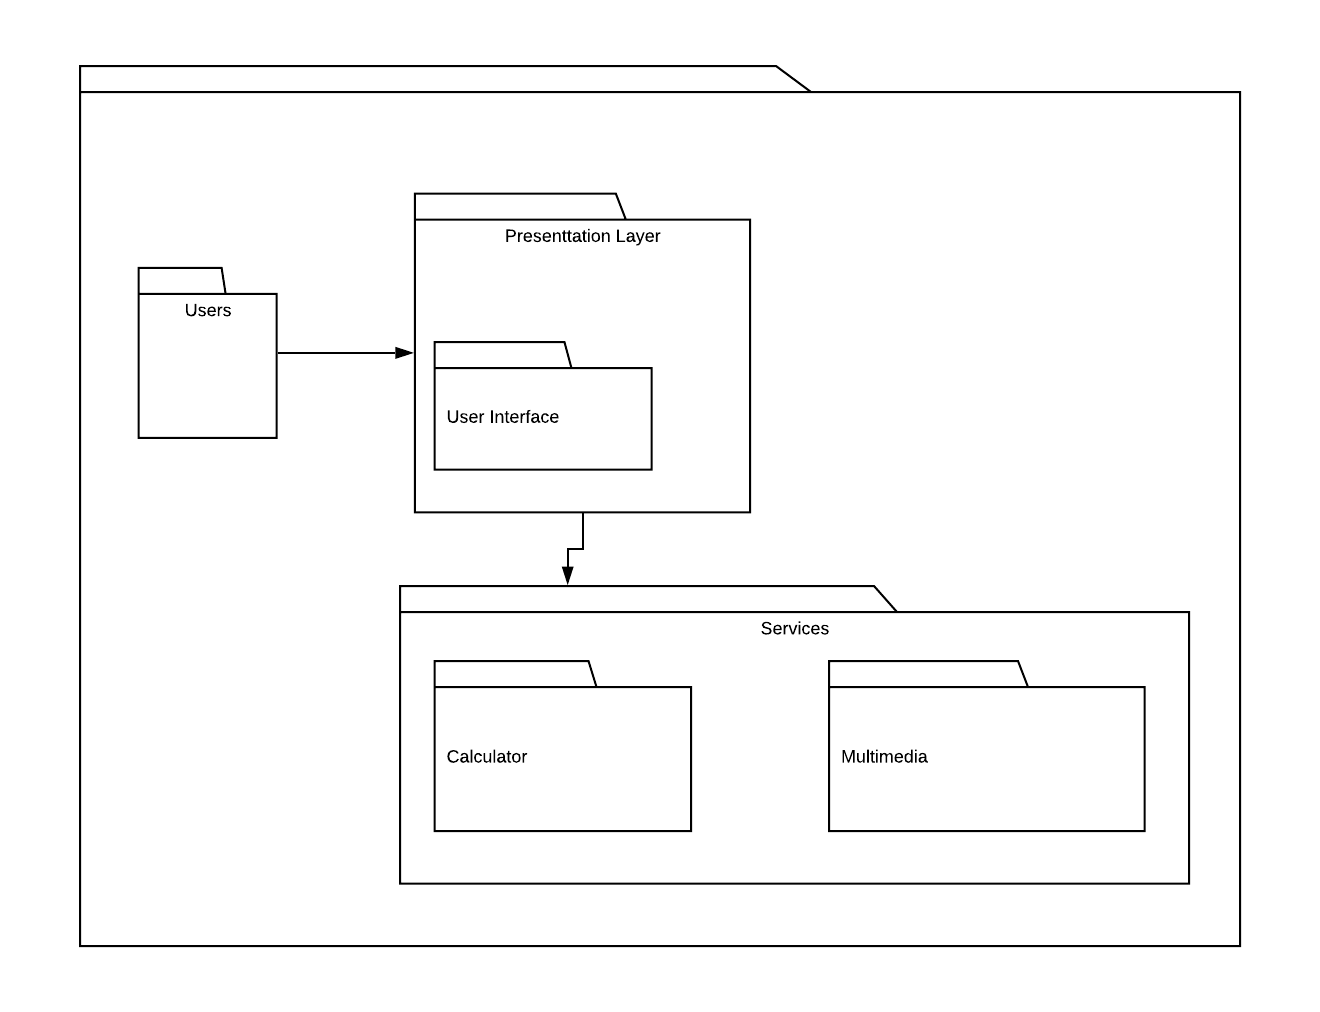 Presenttation Layer
Users
User Interface
Services
Calculator
Multimedia